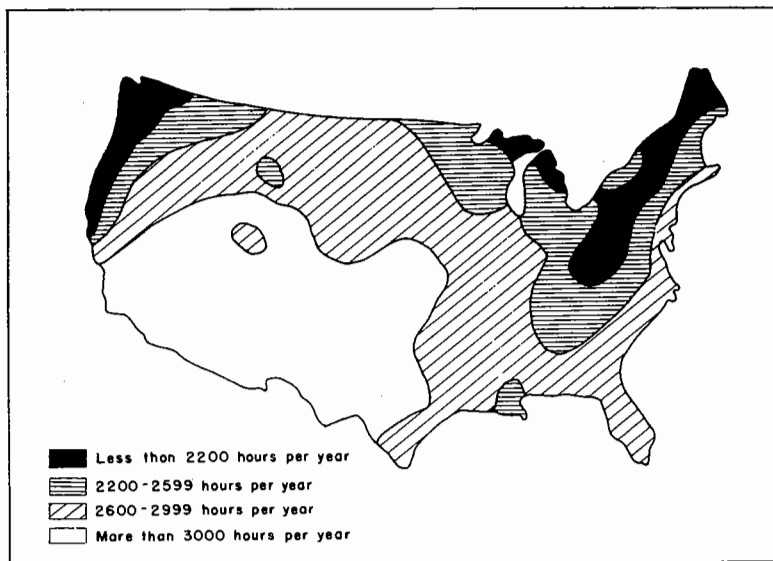 Less than 2200 hours per year
2200-2599 hours per year
2600-2999 hours per year
More than 3000 hours per year